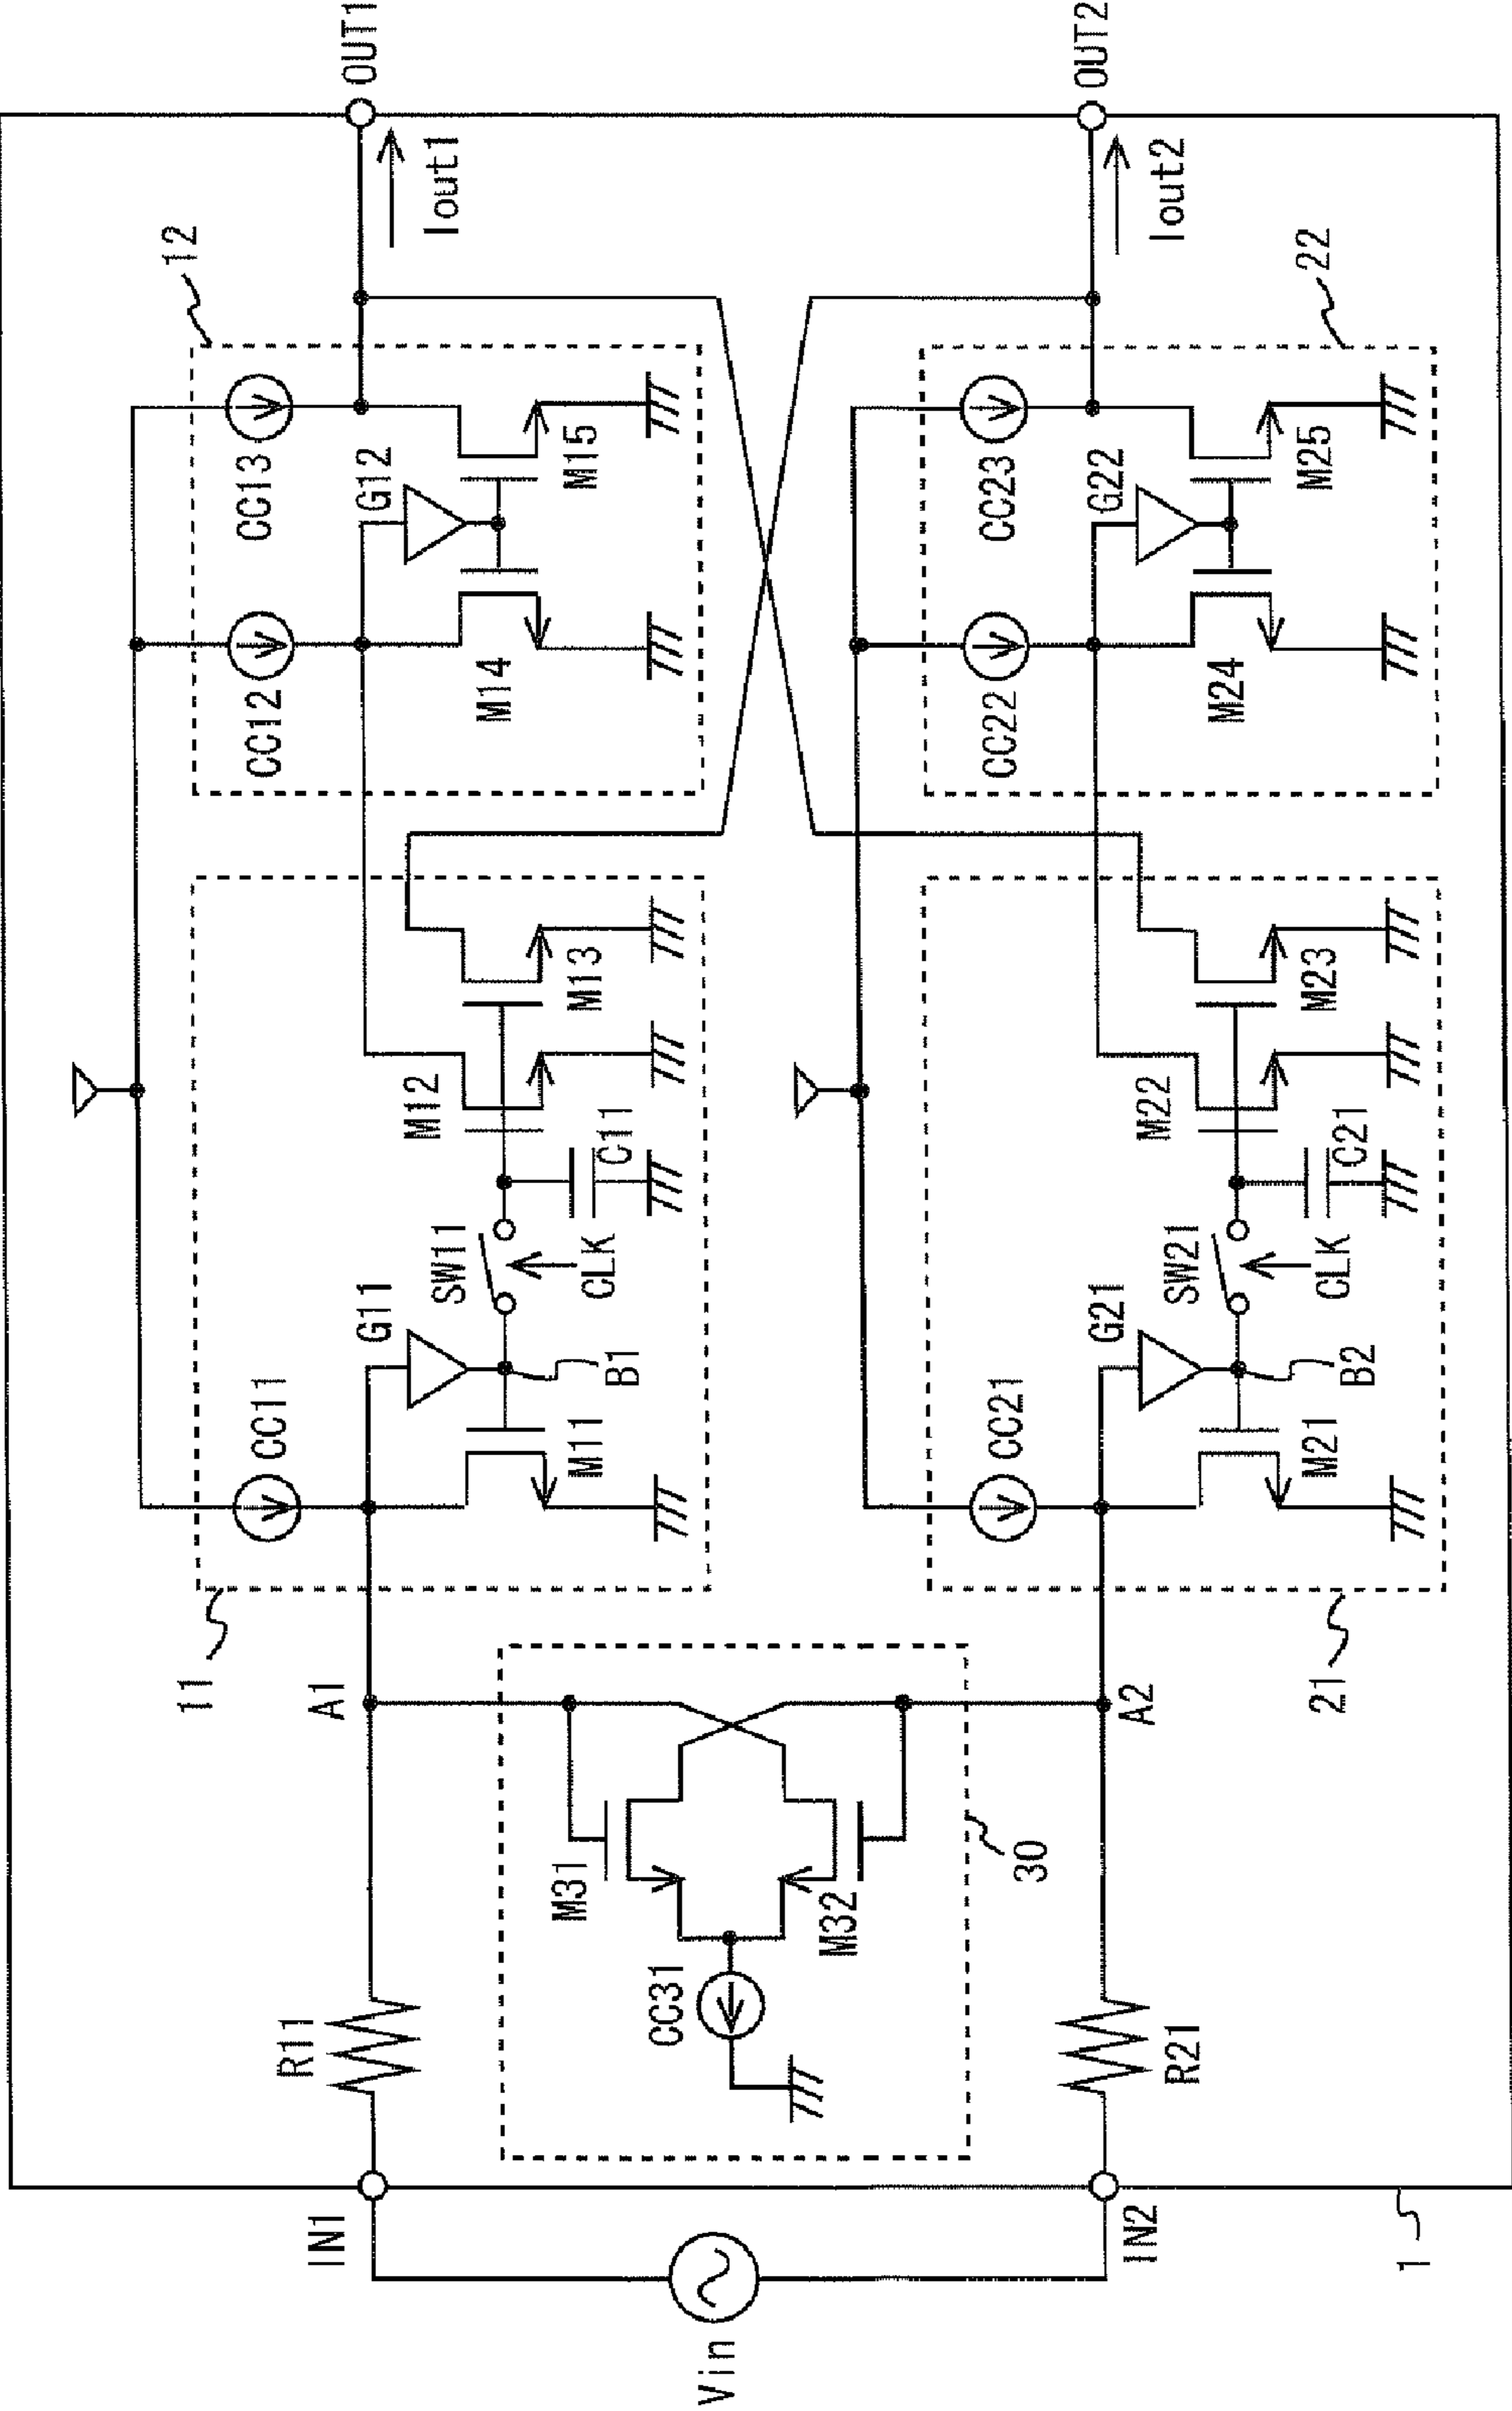 Vin
IN1
IN2
1
R11
R21
CC31
M31
M32
30
A1
A2
11
CC11
G11
M11
B1
SW11
CLK
C11
M12
M13
21
CC21
G21
M21
B2
SW21
CLK
C21
M22
M23
12
CC12
CC13
G12
M14
M15
22
CC22
CC23
G22
M24
M25
Iout1
OUT1
Iout2
OUT2